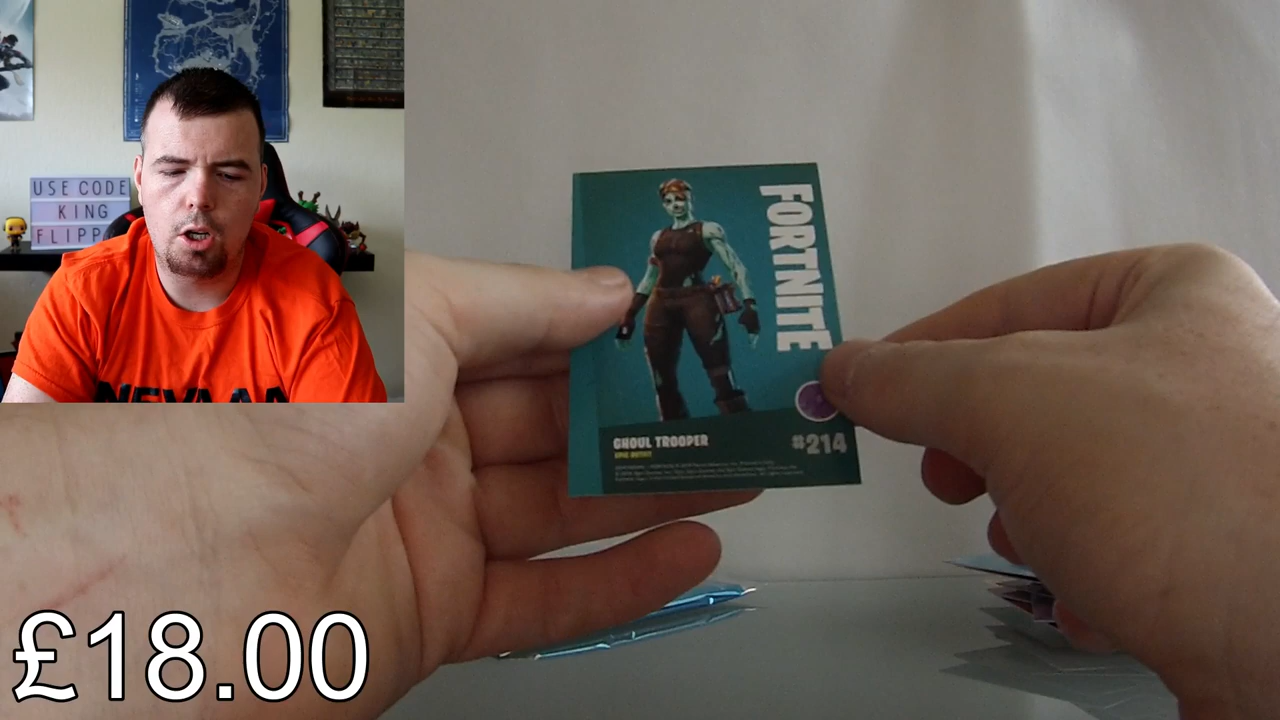 USE CODE
KING
FLIPP
FORTNITE
GHOUL TROOPER
EPIC OUTFIT
#214
£18.00